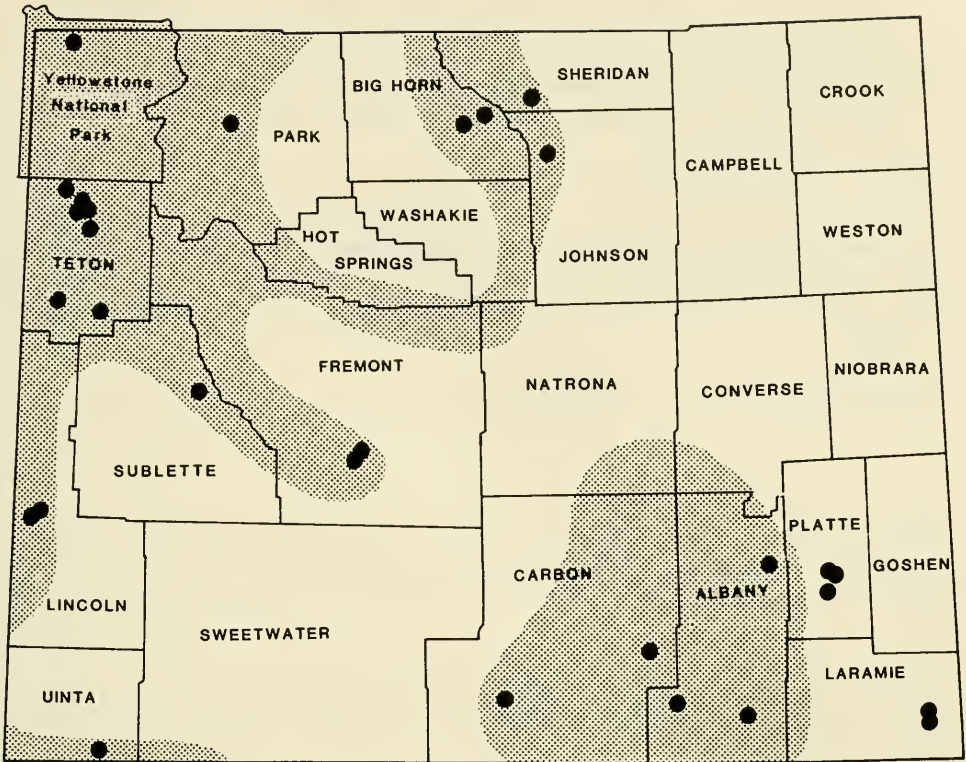 Yellowstone
National
Park
BIG HORN
SHERIDAN
CROOK
PARK
CAMPBELL
WASHAKIE
HOT
SPRINGS
JOHNSON
WESTON
TETON
FREMONT
NATRONA
CONVERSE
NIOBRARA
SUBLETTE
PLATTE
GOSHEN
CARBON
ALBANY
LINCOLN
SWEETWATER
UINTA
LARAMIE